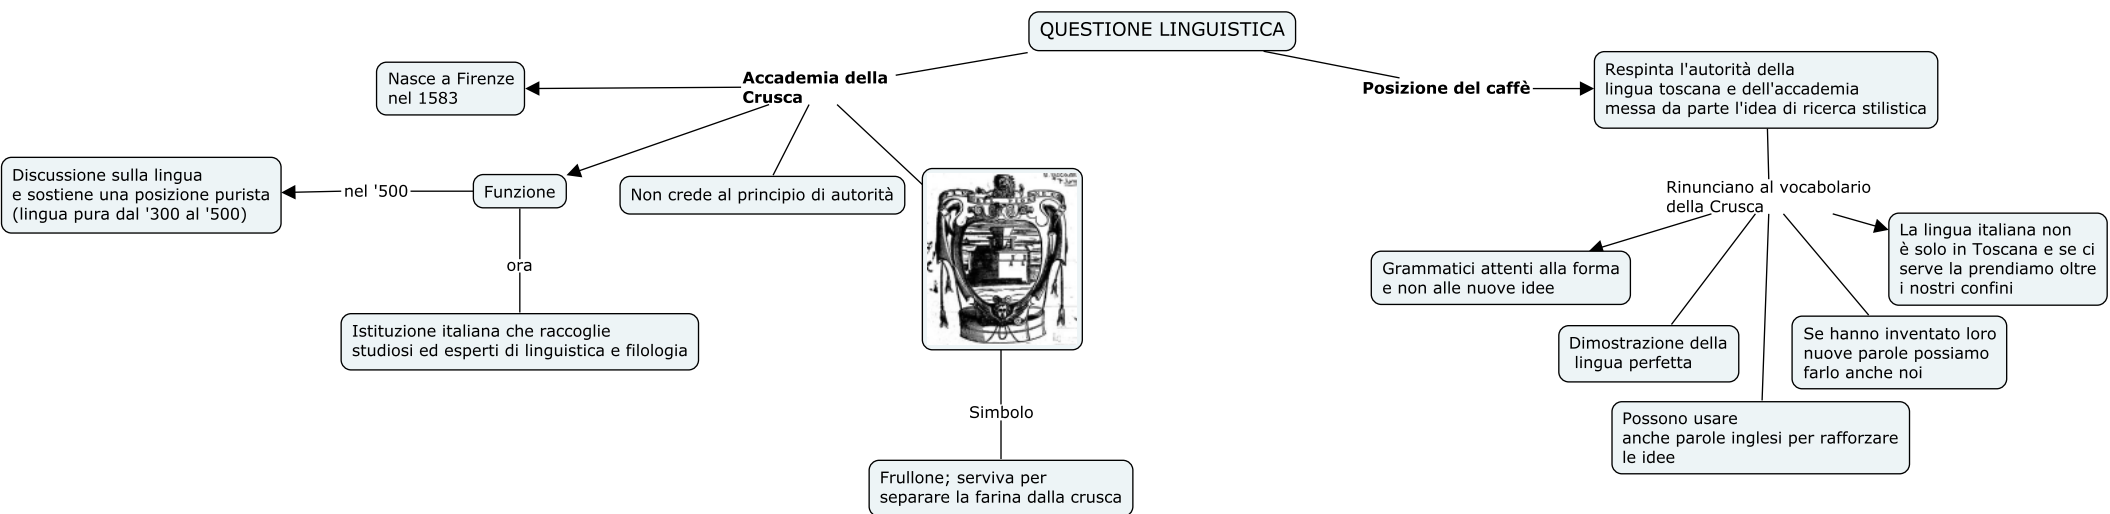 QUESTIONE LINGUISTICA
Accademia della
Crusca
Nasce a Firenze
nel 1583
Funzione
nel '500
Discussione sulla lingua
e sostiene una posizione purista
(lingua pura dal '300 al '500)
ora
Istituzione italiana che raccoglie
studiosi ed esperti di linguistica e filologia
Non crede al principio di autorità
Simbolo
Frullone; serviva per
separare la farina dalla crusca
Posizione del caffè
Respinta l'autorità della
lingua toscana e dell'accademia
messa da parte l'idea di ricerca stilistica
Rinunciano al vocabolario
della Crusca
Grammatici attenti alla forma
e non alle nuove idee
Dimostrazione della
lingua perfetta
Possono usare
anche parole inglesi per rafforzare
le idee
Se hanno inventato loro
nuove parole possiamo
farlo anche noi
La lingua italiana non
è solo in Toscana e se ci
serve la prendiamo oltre
i nostri confini